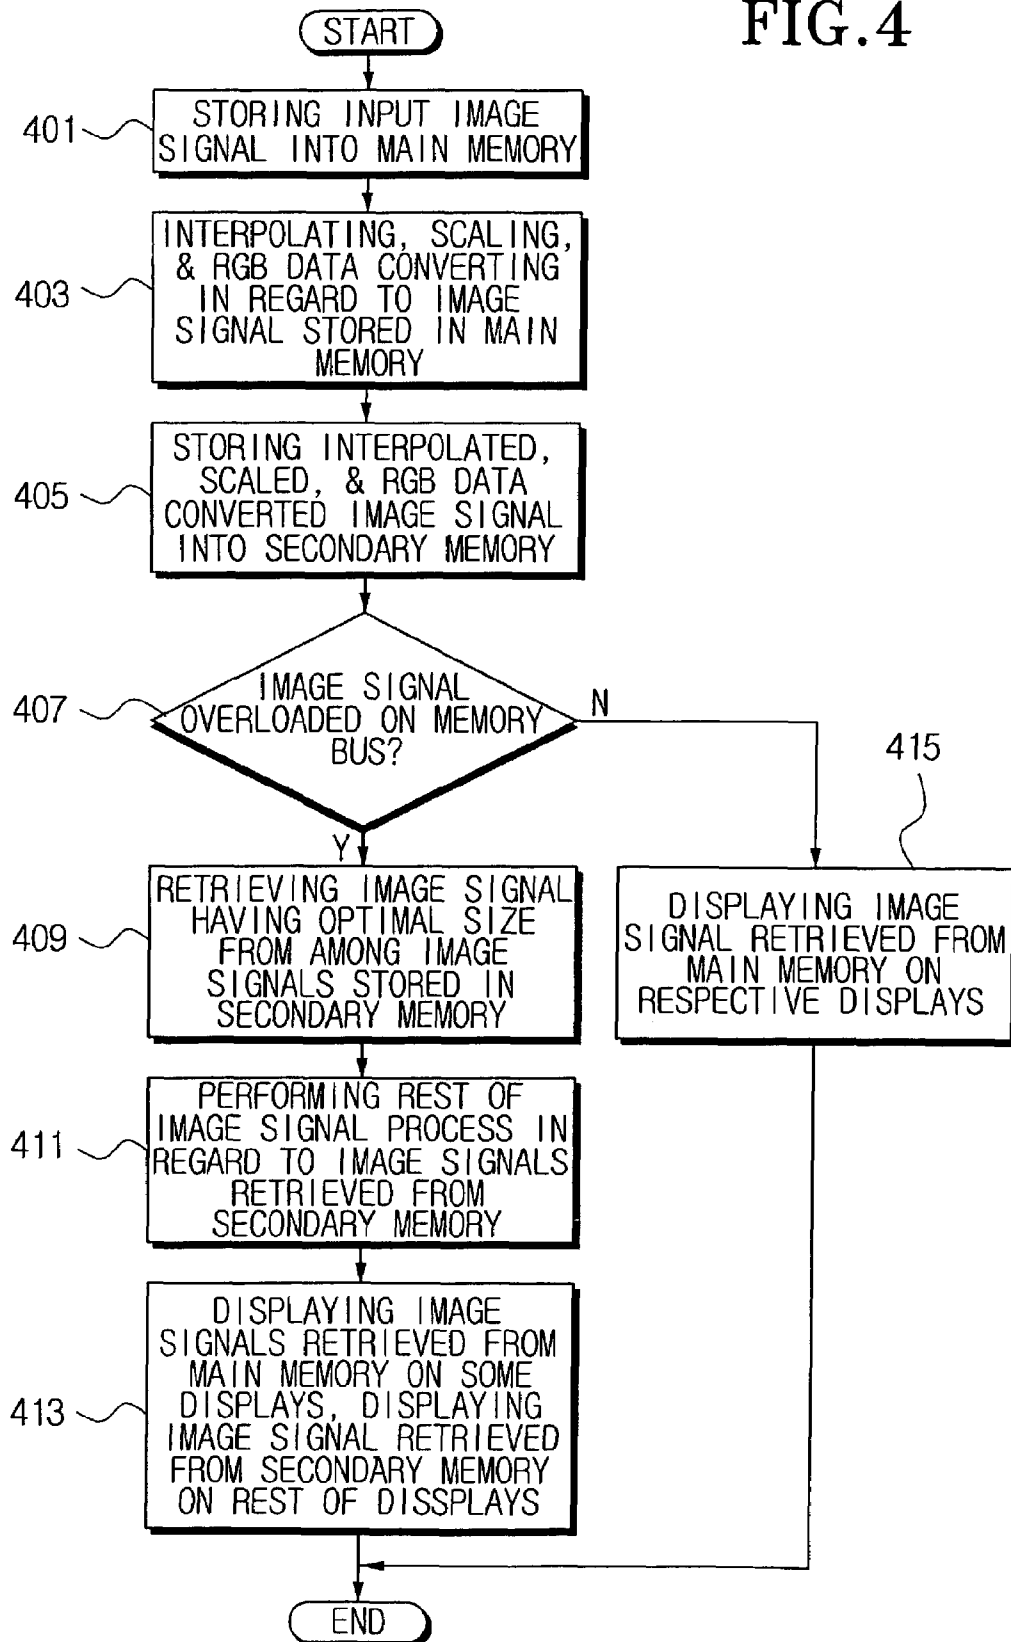 FIG.4
START
401
STORING INPUT IMAGE
SIGNAL INTO MAIN MEMORY
403
INTERPOLATING, SCALING,
& RGB DATA CONVERTING
IN REGARD TO IMAGE
SIGNAL STORED IN MAIN
MEMORY
405
STORING INTERPOLATED,
SCALED, & RGB DATA
CONVERTED IMAGE SIGNAL
INTO SECONDARY MEMORY
407
IMAGE SIGNAL
OVERLOADED ON MEMORY
BUS?
N
Y
415
DISPLAYING IMAGE
SIGNAL RETRIEVED FROM
MAIN MEMORY ON
RESPECTIVE DISPLAYS
409
RETRIEVING IMAGE SIGNAL
HAVING OPTIMAL SIZE
FROM AMONG IMAGE
SIGNALS STORED IN
SECONDARY MEMORY
411
PERFORMING REST OF
IMAGE SIGNAL PROCESS IN
REGARD TO IMAGE SIGNALS
RETRIEVED FROM
SECONDARY MEMORY
413
DISPLAYING IMAGE
SIGNALS RETRIEVED FROM
MAIN MEMORY ON SOME
DISPLAYS, DISPLAYING
IMAGE SIGNAL RETRIEVED
FROM SECONDARY MEMORY
ON REST OF DISSPLAYS
END